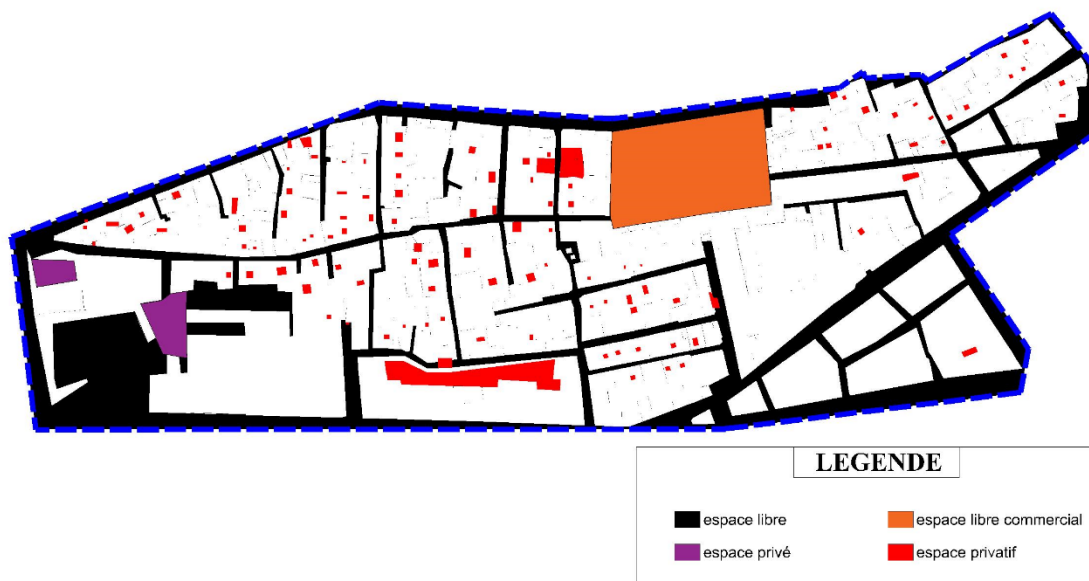 LEGENDE
espace libre
espace libre commercial
espace privé
espace privatif